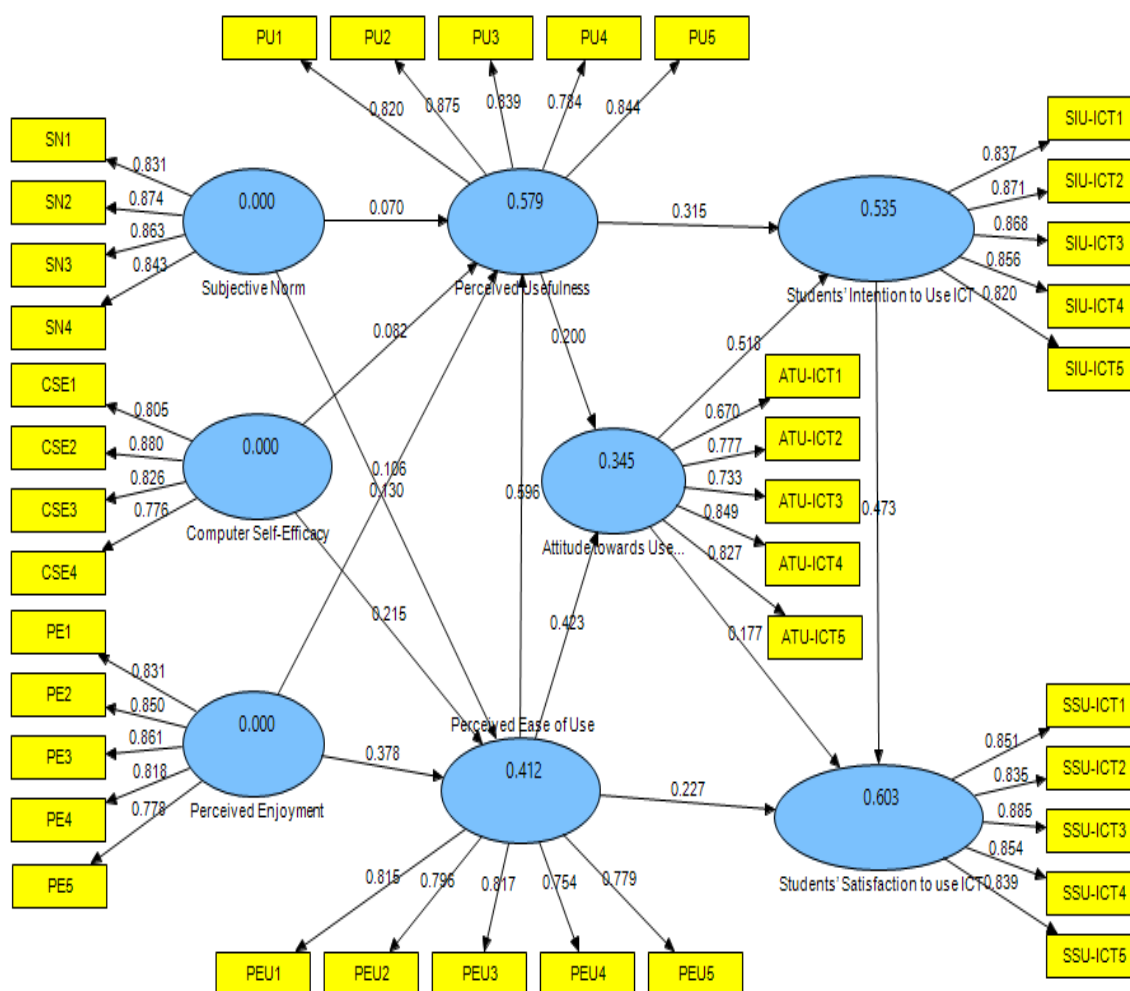 PU1
PU2
PU3
PU4
PU5
0.820
0.875
0.839
0.784
0.844
SN1
SN2
SN3
SN4
0.831
0.874
0.863
0.843
0.000
Subjective Norm
0.070
0.579
Perceived Usefulness
0.315
0.535
Students' Intention to Use ICT
SIU-ICT1
SIU-ICT2
SIU-ICT3
SIU-ICT4
SIU-ICT5
0.837
0.871
0.868
0.856
0.820
0.082
0.200
0.518
CSE1
CSE2
CSE3
CSE4
0.805
0.880
0.826
0.776
0.000
Computer Self-Efficacy
0.106
0.130
0.596
0.345
Attitude towards Use...
ATU-ICT1
ATU-ICT2
ATU-ICT3
ATU-ICT4
ATU-ICT5
0.670
0.777
0.733
0.849
0.827
0.473
0.215
0.423
0.177
PE1
PE2
PE3
PE4
PE5
0.831
0.850
0.861
0.818
0.778
0.000
Perceived Enjoyment
0.378
Perceived Ease of Use
0.412
0.227
0.603
Students' Satisfaction to use ICT
SSU-ICT1
SSU-ICT2
SSU-ICT3
SSU-ICT4
SSU-ICT5
0.851
0.835
0.885
0.854
0.839
0.815
0.796
0.817
0.754
0.779
PEU1
PEU2
PEU3
PEU4
PEU5